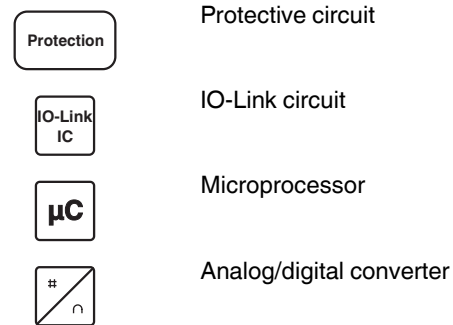 Protection
Protective circuit
IO-Link
IC
IO-Link circuit
µC
Microprocessor
#
∩
Analog/digital converter